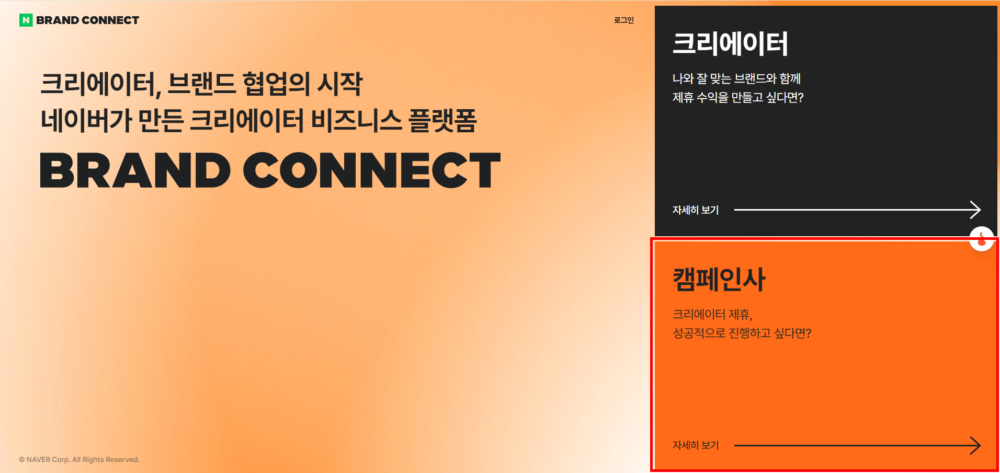 N BRAND CONNECT
로그인
크리에이터, 브랜드 협업의 시작
네이버가 만든 크리에이터 비즈니스 플랫폼
BRAND CONNECT
크리에이터
나와 잘 맞는 브랜드와 함께
제휴 수익을 만들고 싶다면?
자세히 보기
캠페인사
크리에이터 제휴,
성공적으로 진행하고 싶다면?
자세히 보기
© NAVER Corp. All Rights Reserved.